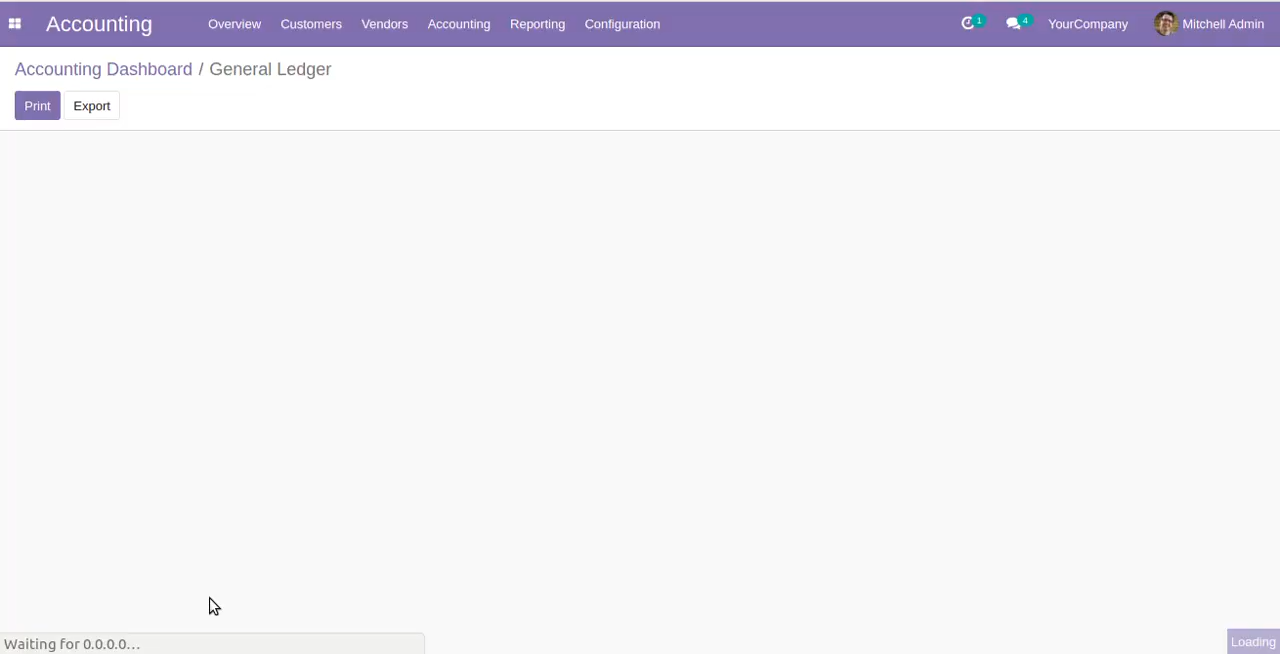 Accounting Overview Customers Vendors Accounting Reporting Configuration 1 4 YourCompany Mitchell Admin
Accounting Dashboard / General Ledger
Print Export
Waiting for 0.0.0.0... Loading